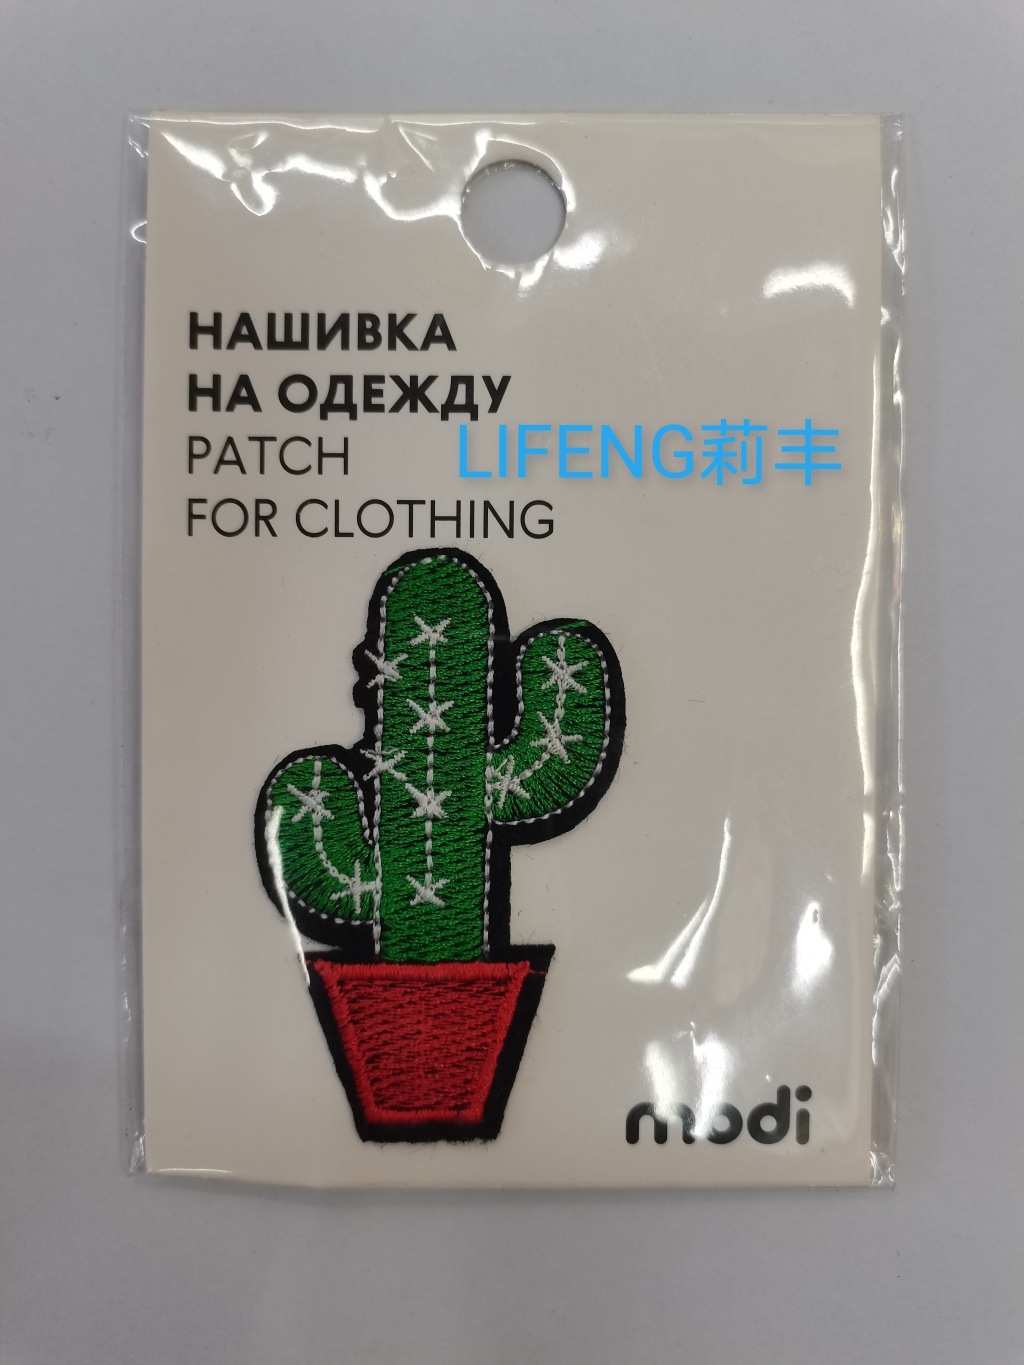 НАШИВКА
НА ОДЕЖДУ
PATCH
LIFENG莉丰
FOR CLOTHING
modi